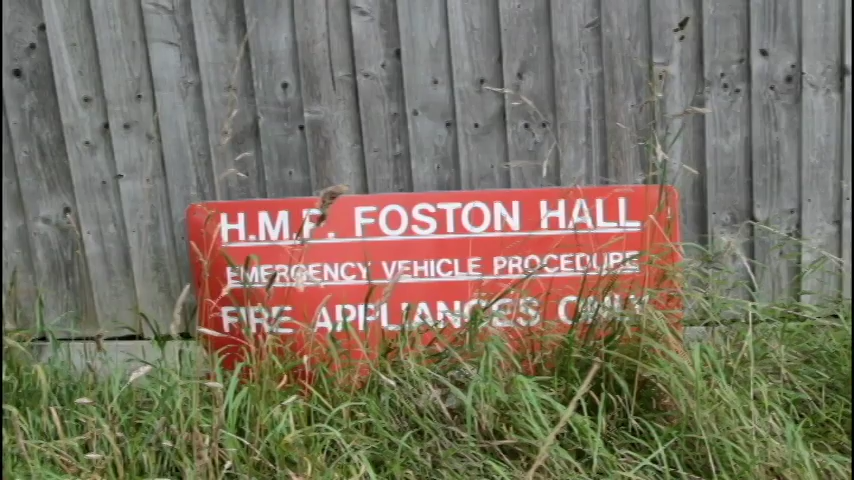 H.M.P. FOSTON HALL
EMERGENCY VEHICLE PROCEDURE
FIRE APPLIANCES ONLY